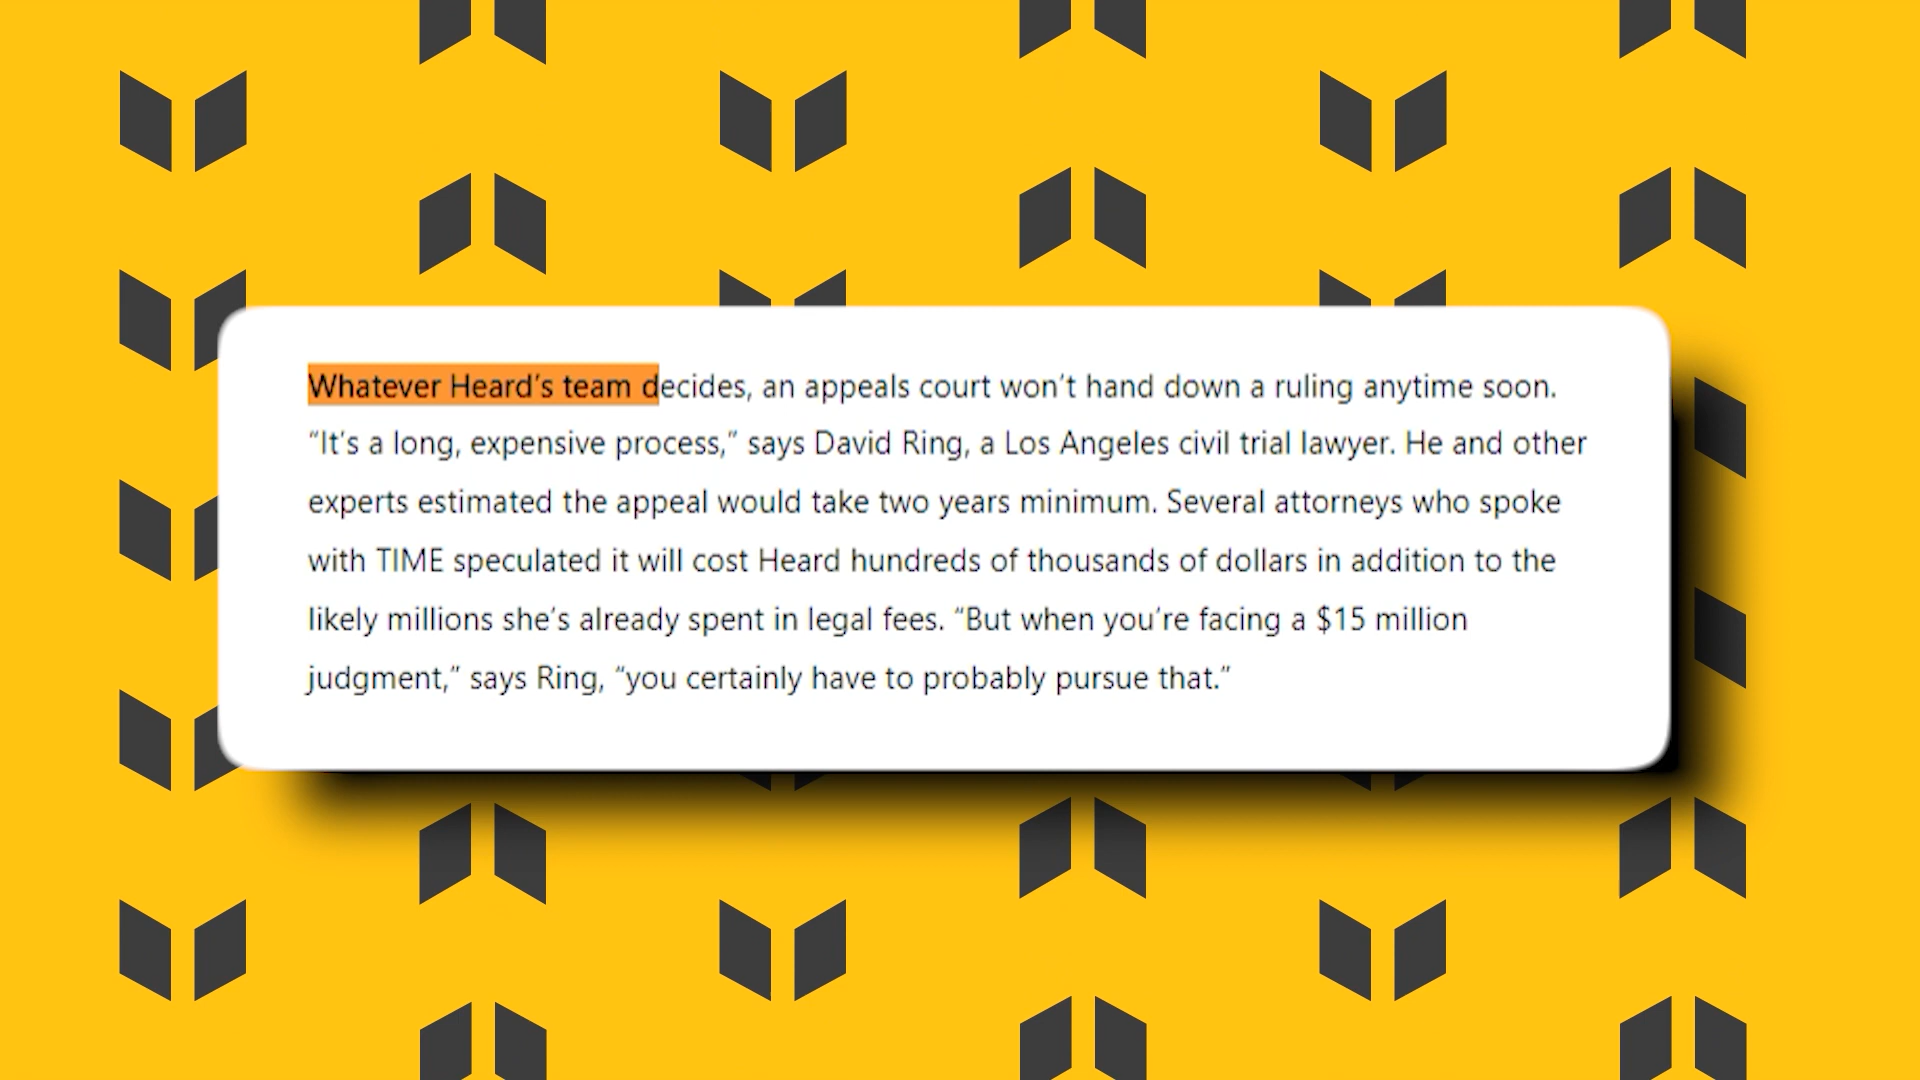 Whatever Heard’s team decides, an appeals court won’t hand down a ruling anytime soon.
“It’s a long, expensive process,” says David Ring, a Los Angeles civil trial lawyer. He and other
experts estimated the appeal would take two years minimum. Several attorneys who spoke
with TIME speculated it will cost Heard hundreds of thousands of dollars in addition to the
likely millions she’s already spent in legal fees. “But when you’re facing a $15 million
judgment,” says Ring, “you certainly have to probably pursue that.”